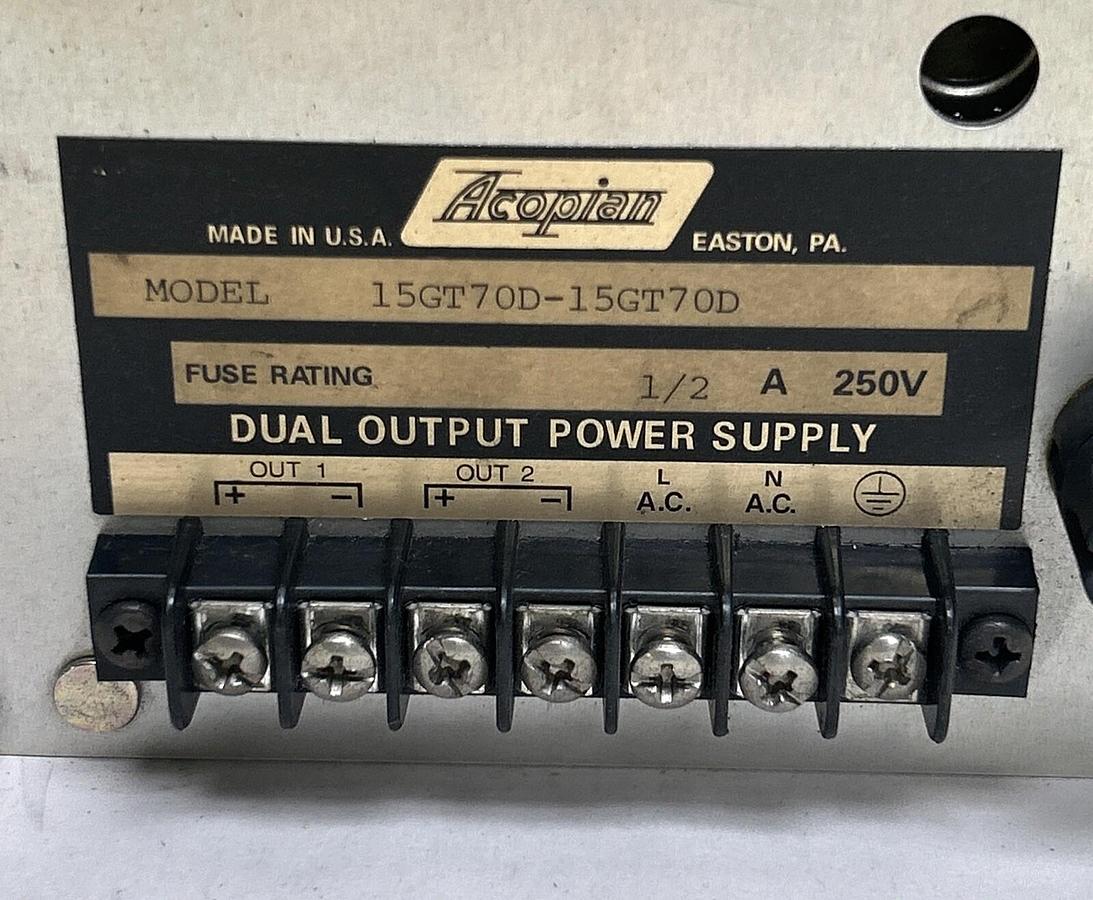 Acopian
MADE IN U.S.A. EASTON, PA.
MODEL 15GT70D-15GT70D
FUSE RATING 1/2 A 250V
DUAL OUTPUT POWER SUPPLY
OUT 1 OUT 2 L N
+ − + − A.C. A.C.